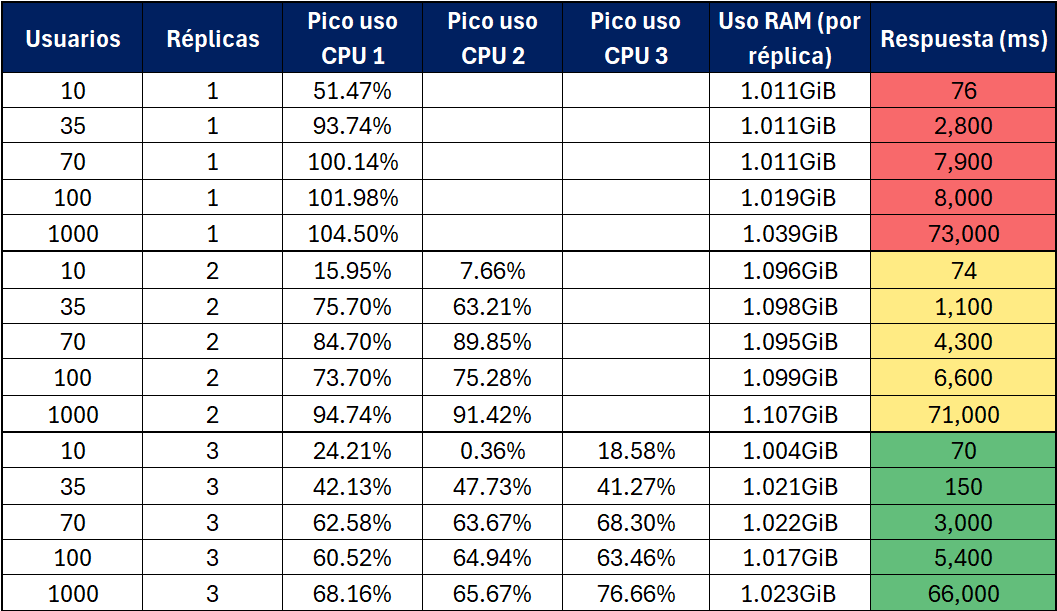 Usuarios Réplicas Pico uso CPU 1 Pico uso CPU 2 Pico uso CPU 3 Uso RAM (por réplica) Respuesta (ms)
10 1 51.47% 1.011GiB 76
35 1 93.74% 1.011GiB 2,800
70 1 100.14% 1.011GiB 7,900
100 1 101.98% 1.019GiB 8,000
1000 1 104.50% 1.039GiB 73,000
10 2 15.95% 7.66% 1.096GiB 74
35 2 75.70% 63.21% 1.098GiB 1,100
70 2 84.70% 89.85% 1.095GiB 4,300
100 2 73.70% 75.28% 1.099GiB 6,600
1000 2 94.74% 91.42% 1.107GiB 71,000
10 3 24.21% 0.36% 18.58% 1.004GiB 70
35 3 42.13% 47.73% 41.27% 1.021GiB 150
70 3 62.58% 63.67% 68.30% 1.022GiB 3,000
100 3 60.52% 64.94% 63.46% 1.017GiB 5,400
1000 3 68.16% 65.67% 76.66% 1.023GiB 66,000